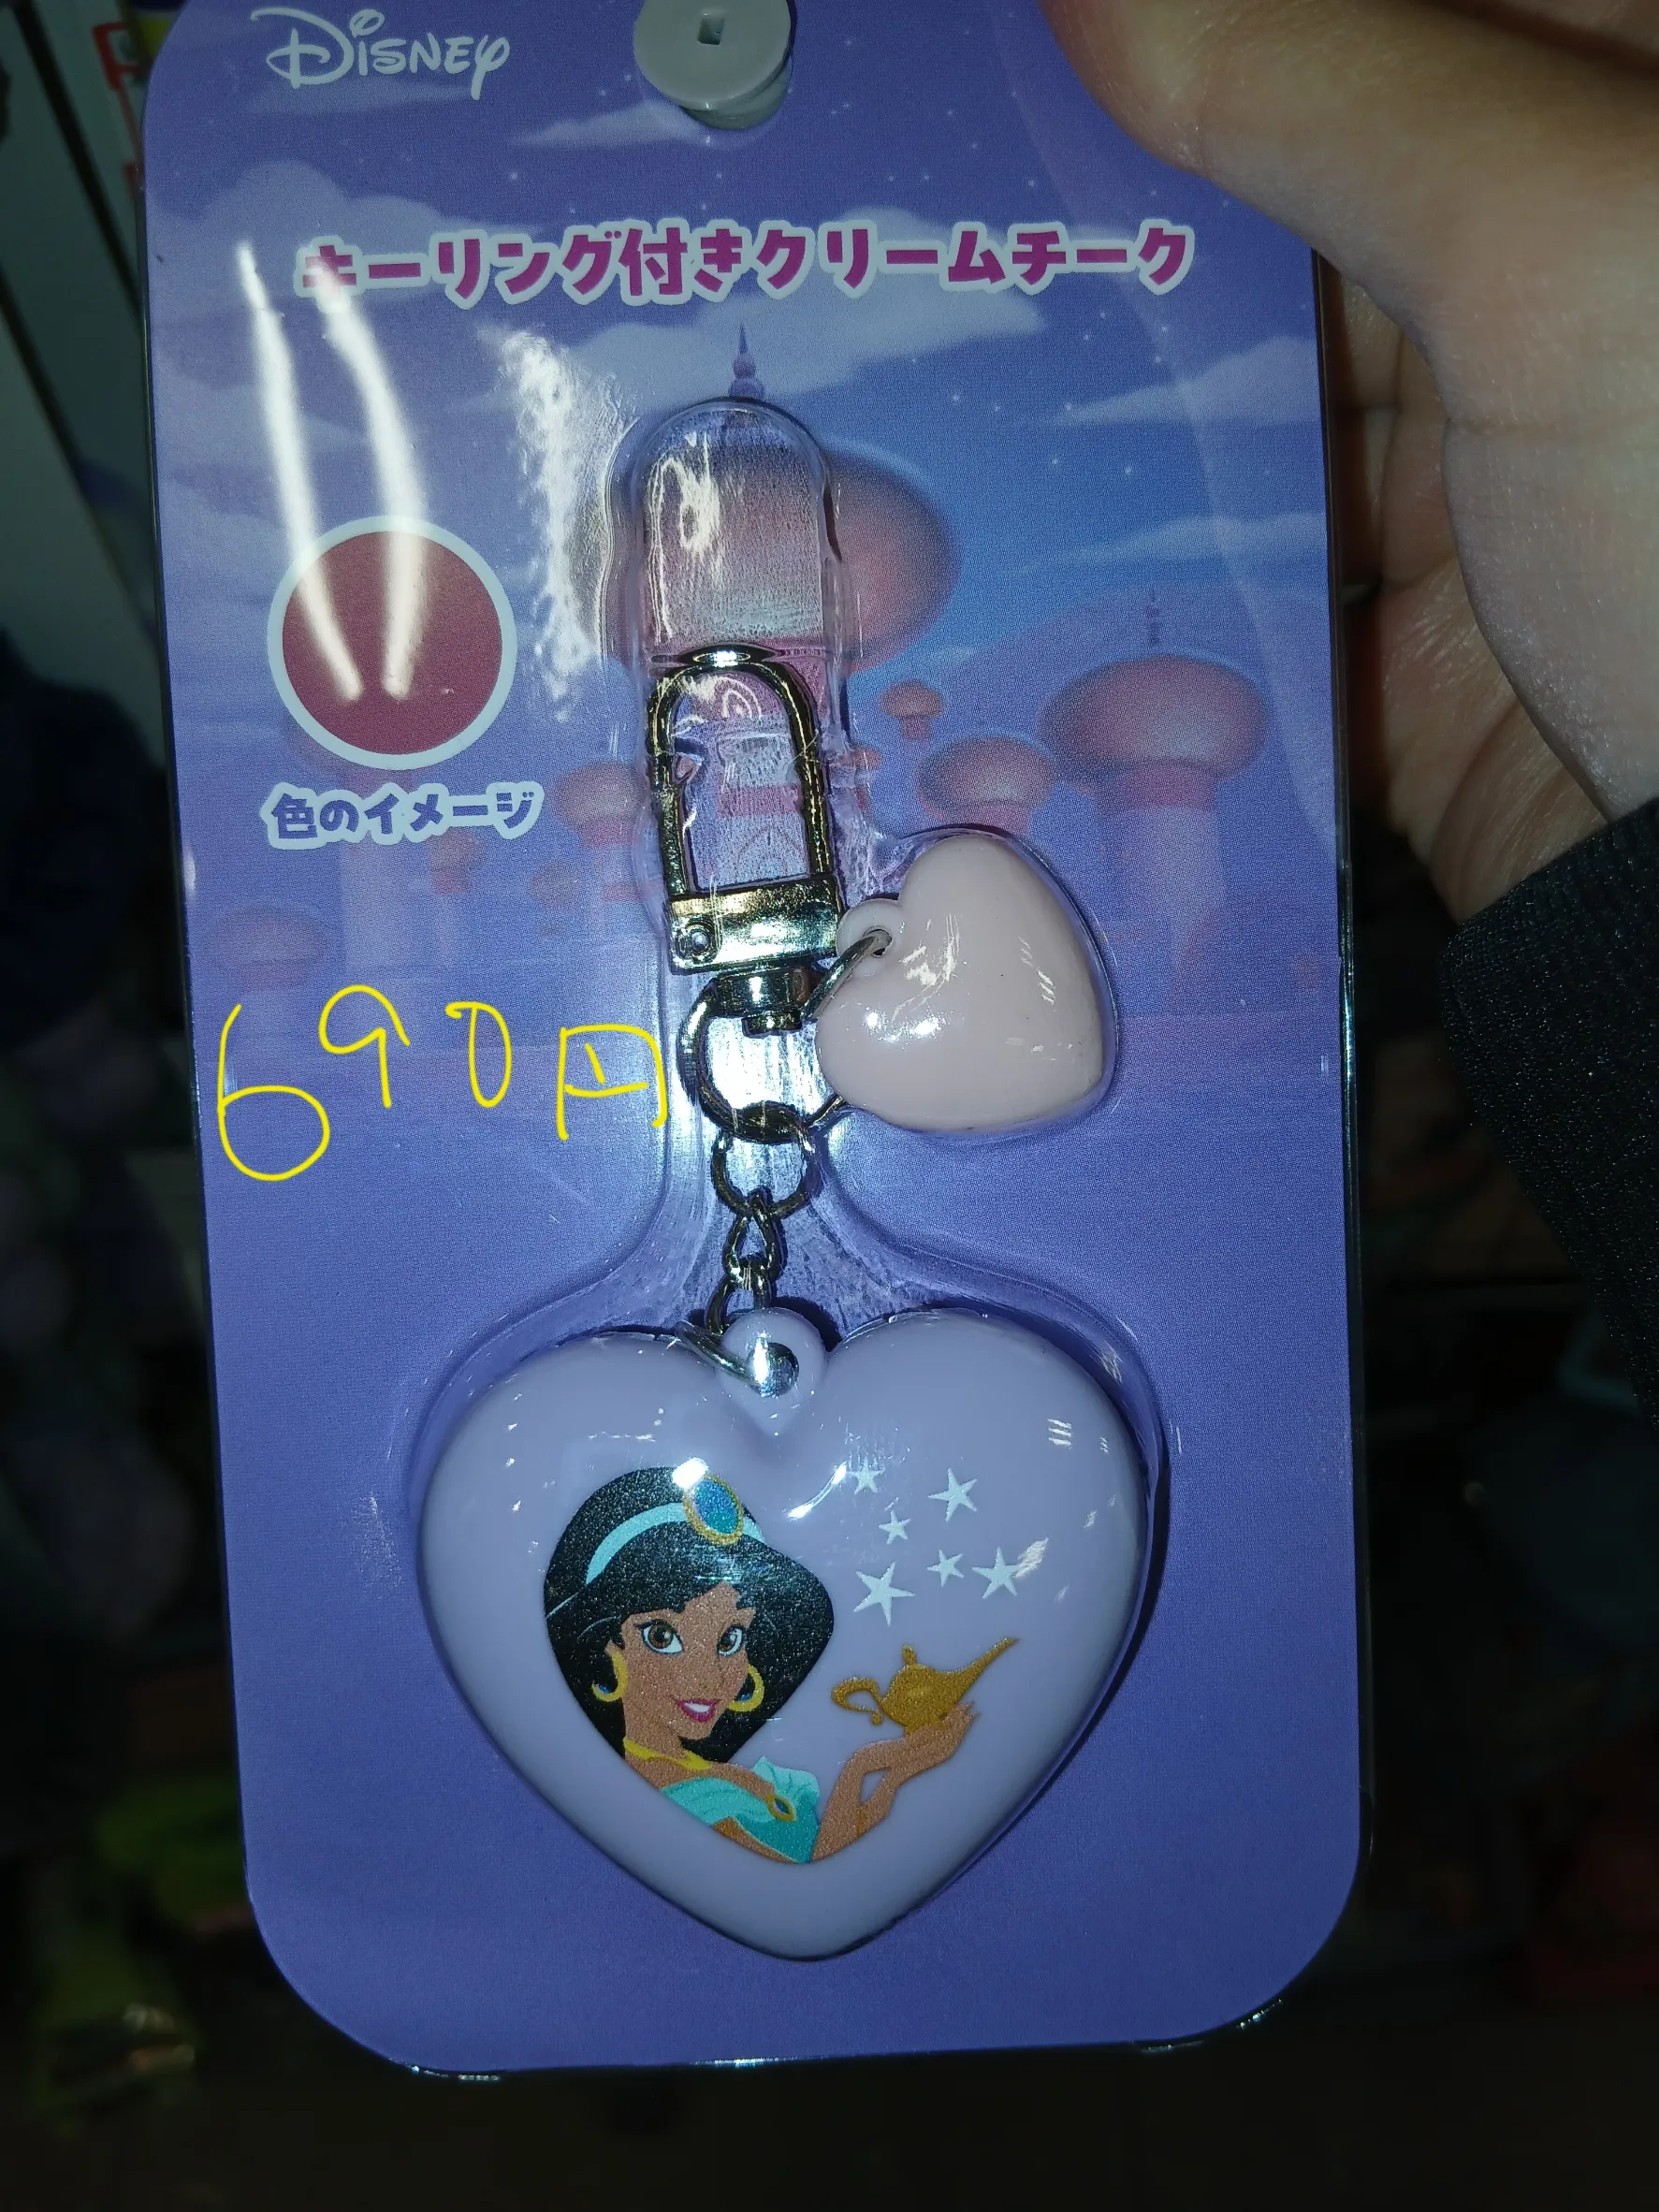 Disney
キーリング付きクリームチーク
色のイメージ
690円